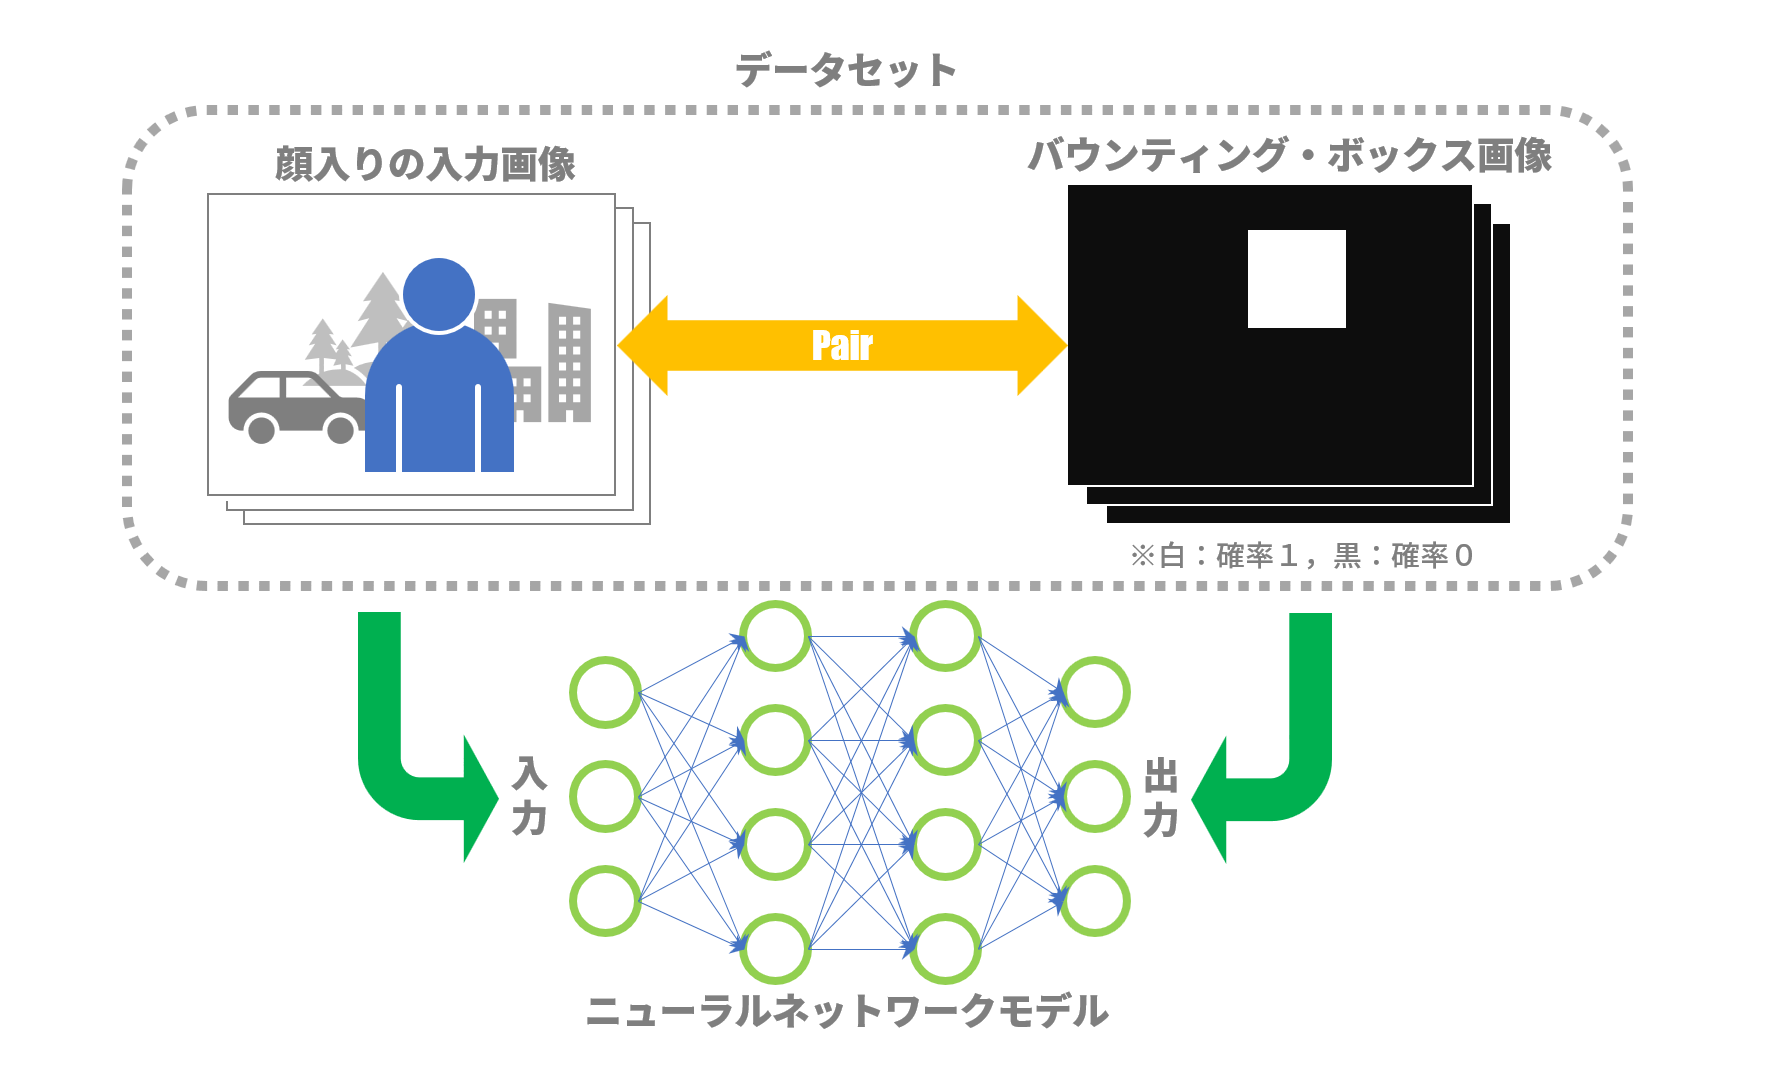 データセット
顔入りの入力画像
バウンティング・ボックス画像
Pair
※白：確率１，黒：確率０
入力
出力
ニューラルネットワークモデル